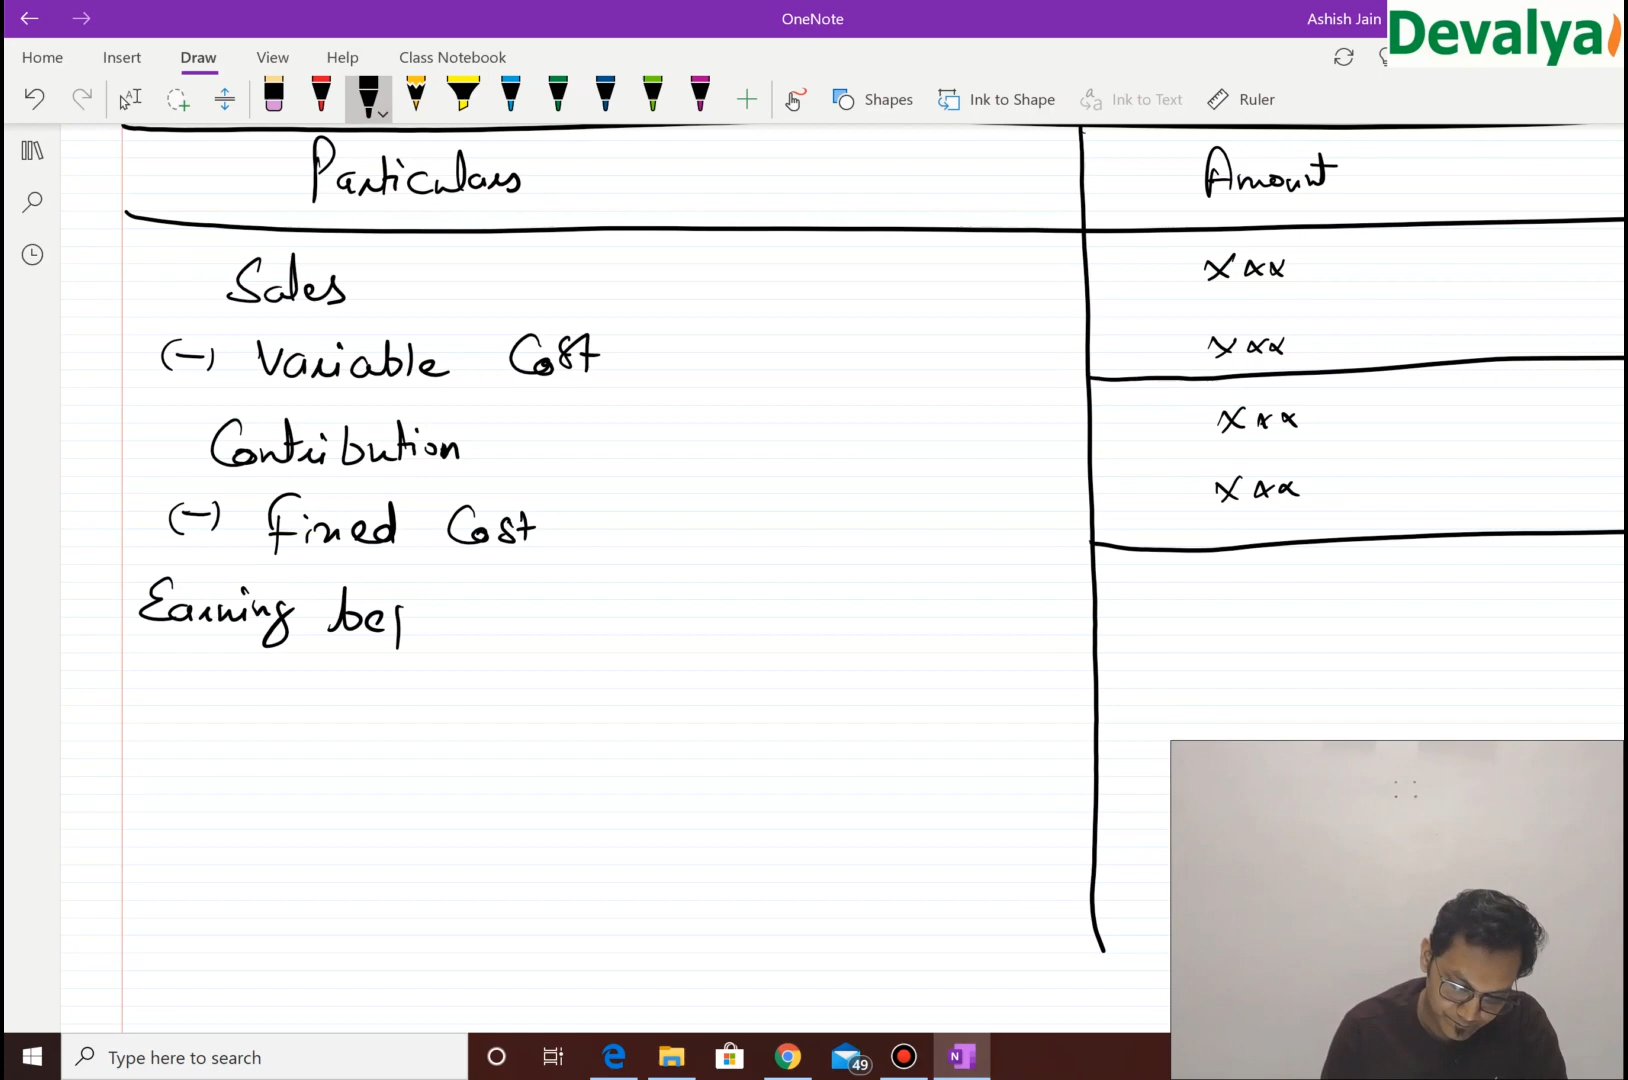 OneNote
Ashish Jain
Devalya
Home Insert Draw View Help Class Notebook
Shapes Ink to Shape Ink to Text Ruler
Particulars Amount
Sales xxx
(-) Variable Cost xxx
Contribution xxx
(-) Fixed Cost xxx
Earning bef
Type here to search
49
N